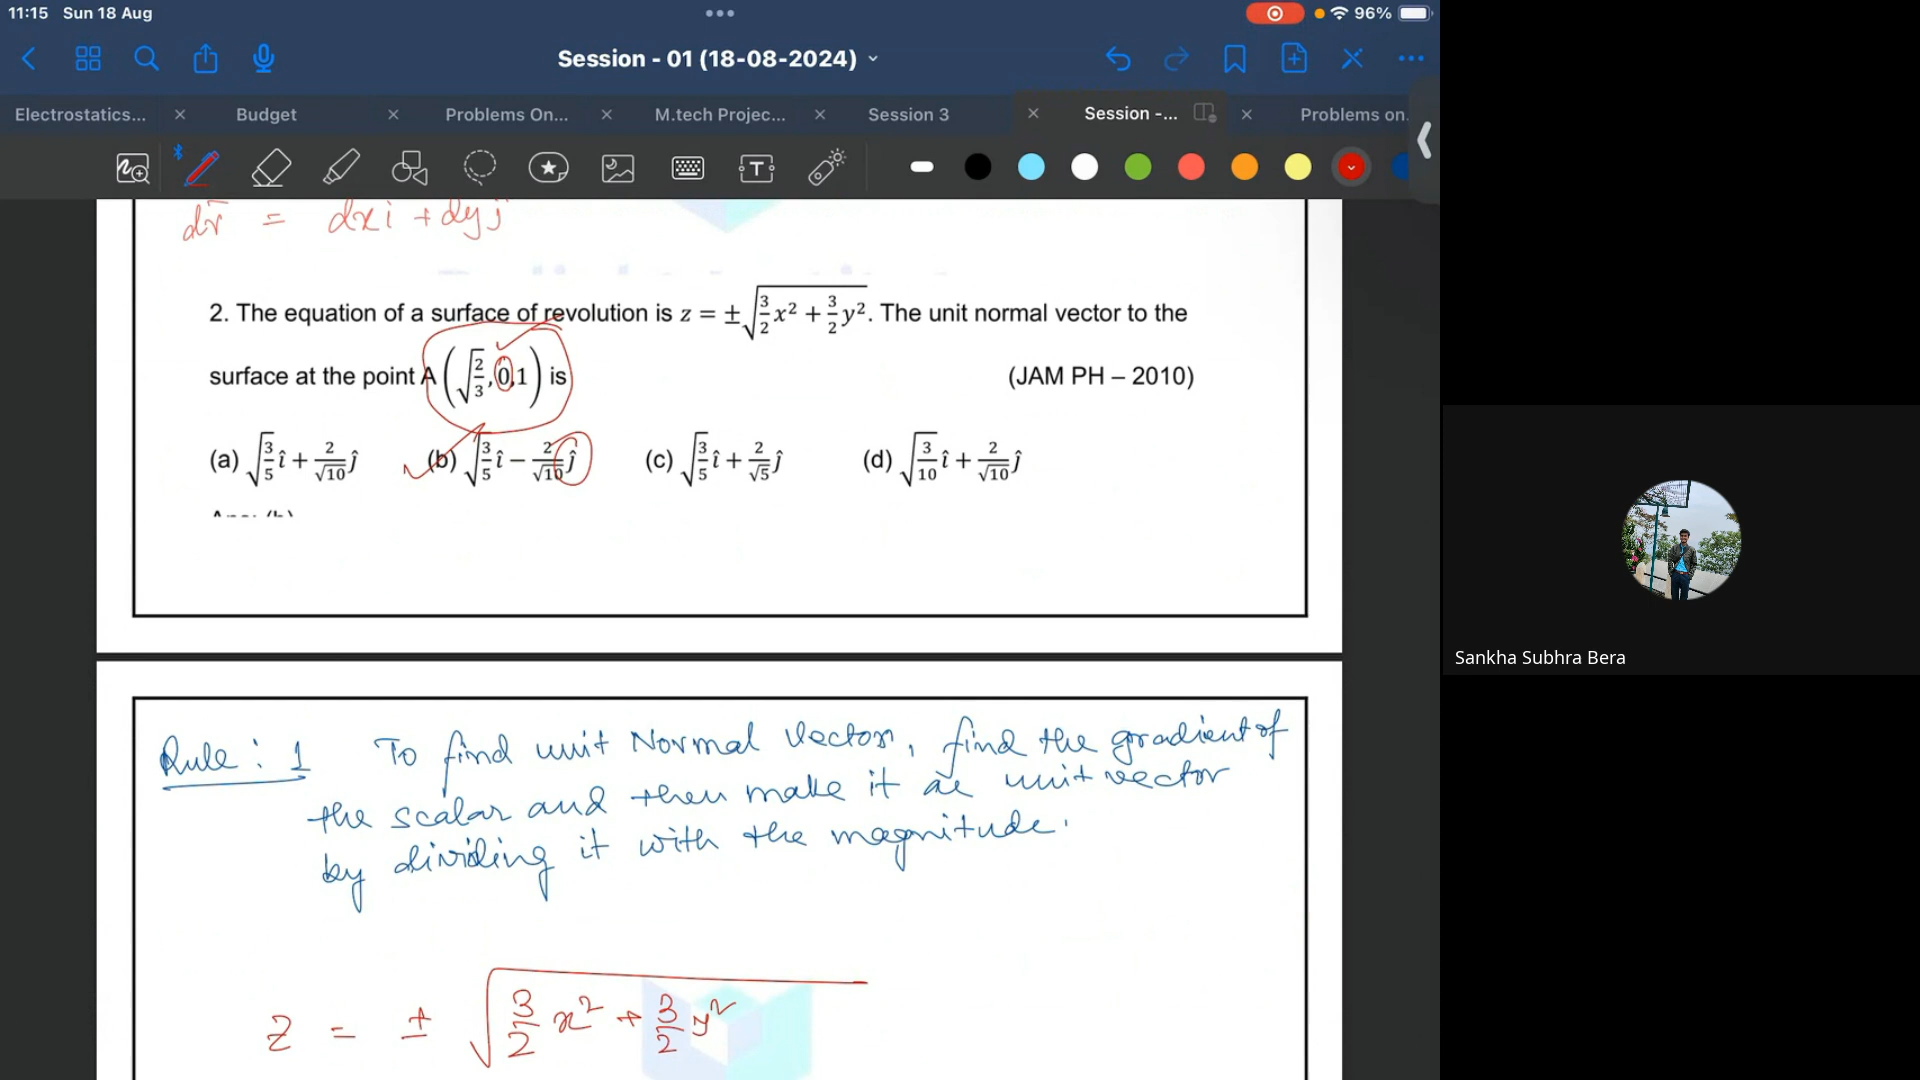 11:15 Sun 18 Aug
96%
Session - 01 (18-08-2024)
Electrostatics... Budget Problems On... M.tech Projec... Session 3 Session -... Problems on.
dr̄ = dxi + dyj
2. The equation of a surface of revolution is z = ±√(3/2 x² + 3/2 y²). The unit normal vector to the
surface at the point A (√(2/3), 0,1) is (JAM PH – 2010)
(a) √(3/5) î + 2/√10 ĵ (b) √(3/5) î − 2/√10 ĵ (c) √(3/5) î + 2/√5 ĵ (d) √(3/10) î + 2/√10 ĵ
Rule: 1 To find unit Normal Vector, find the gradient of
the scalar and then make it as unit vector
by dividing it with the magnitude.
z = ± √(3/2 x² + 3/2 y²)
Sankha Subhra Bera